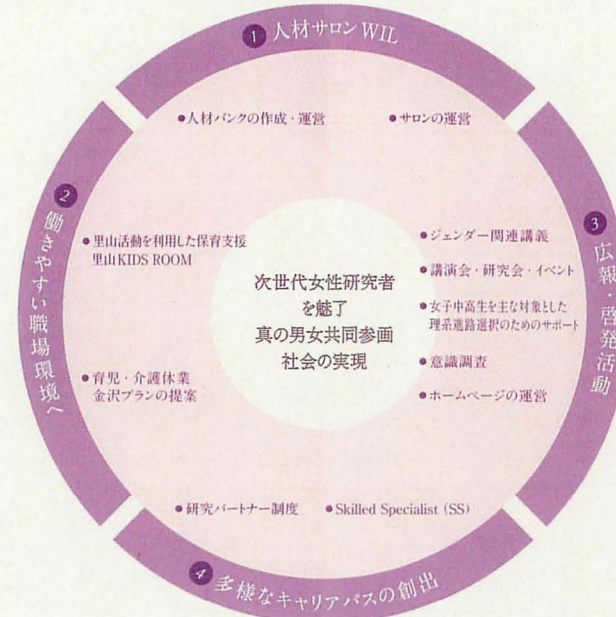 1 人材サロン WIL
●人材バンクの作成・運営
●サロンの運営
2 働きやすい職場環境へ
●里山活動を利用した保育支援
里山KIDS ROOM
●育児・介護休業
金沢プランの提案
3 広報・啓発活動
●ジェンダー関連講義
●講演会・研究会・イベント
●女子中高生を主な対象とした
理系進路選択のためのサポート
●意識調査
●ホームページの運営
次世代女性研究者
を魅了
真の男女共同参画
社会の実現
●研究パートナー制度
●Skilled Specialist (SS)
4 多様なキャリアパスの創出